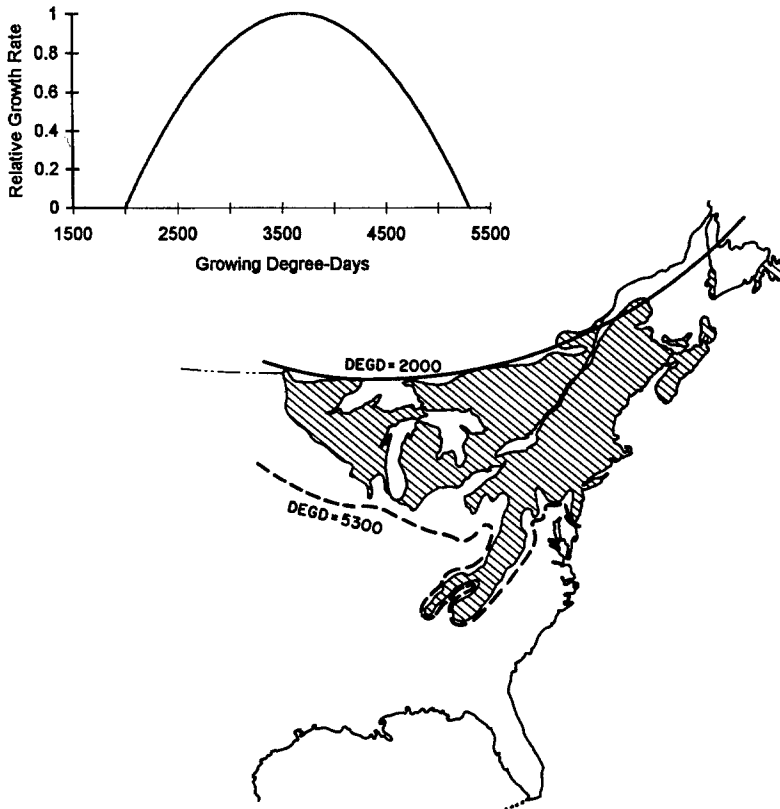 Relative Growth Rate
1
0.8
0.6
0.4
0.2
0
1500 2500 3500 4500 5500
Growing Degree-Days
DEGD = 2000
DEGD = 5300